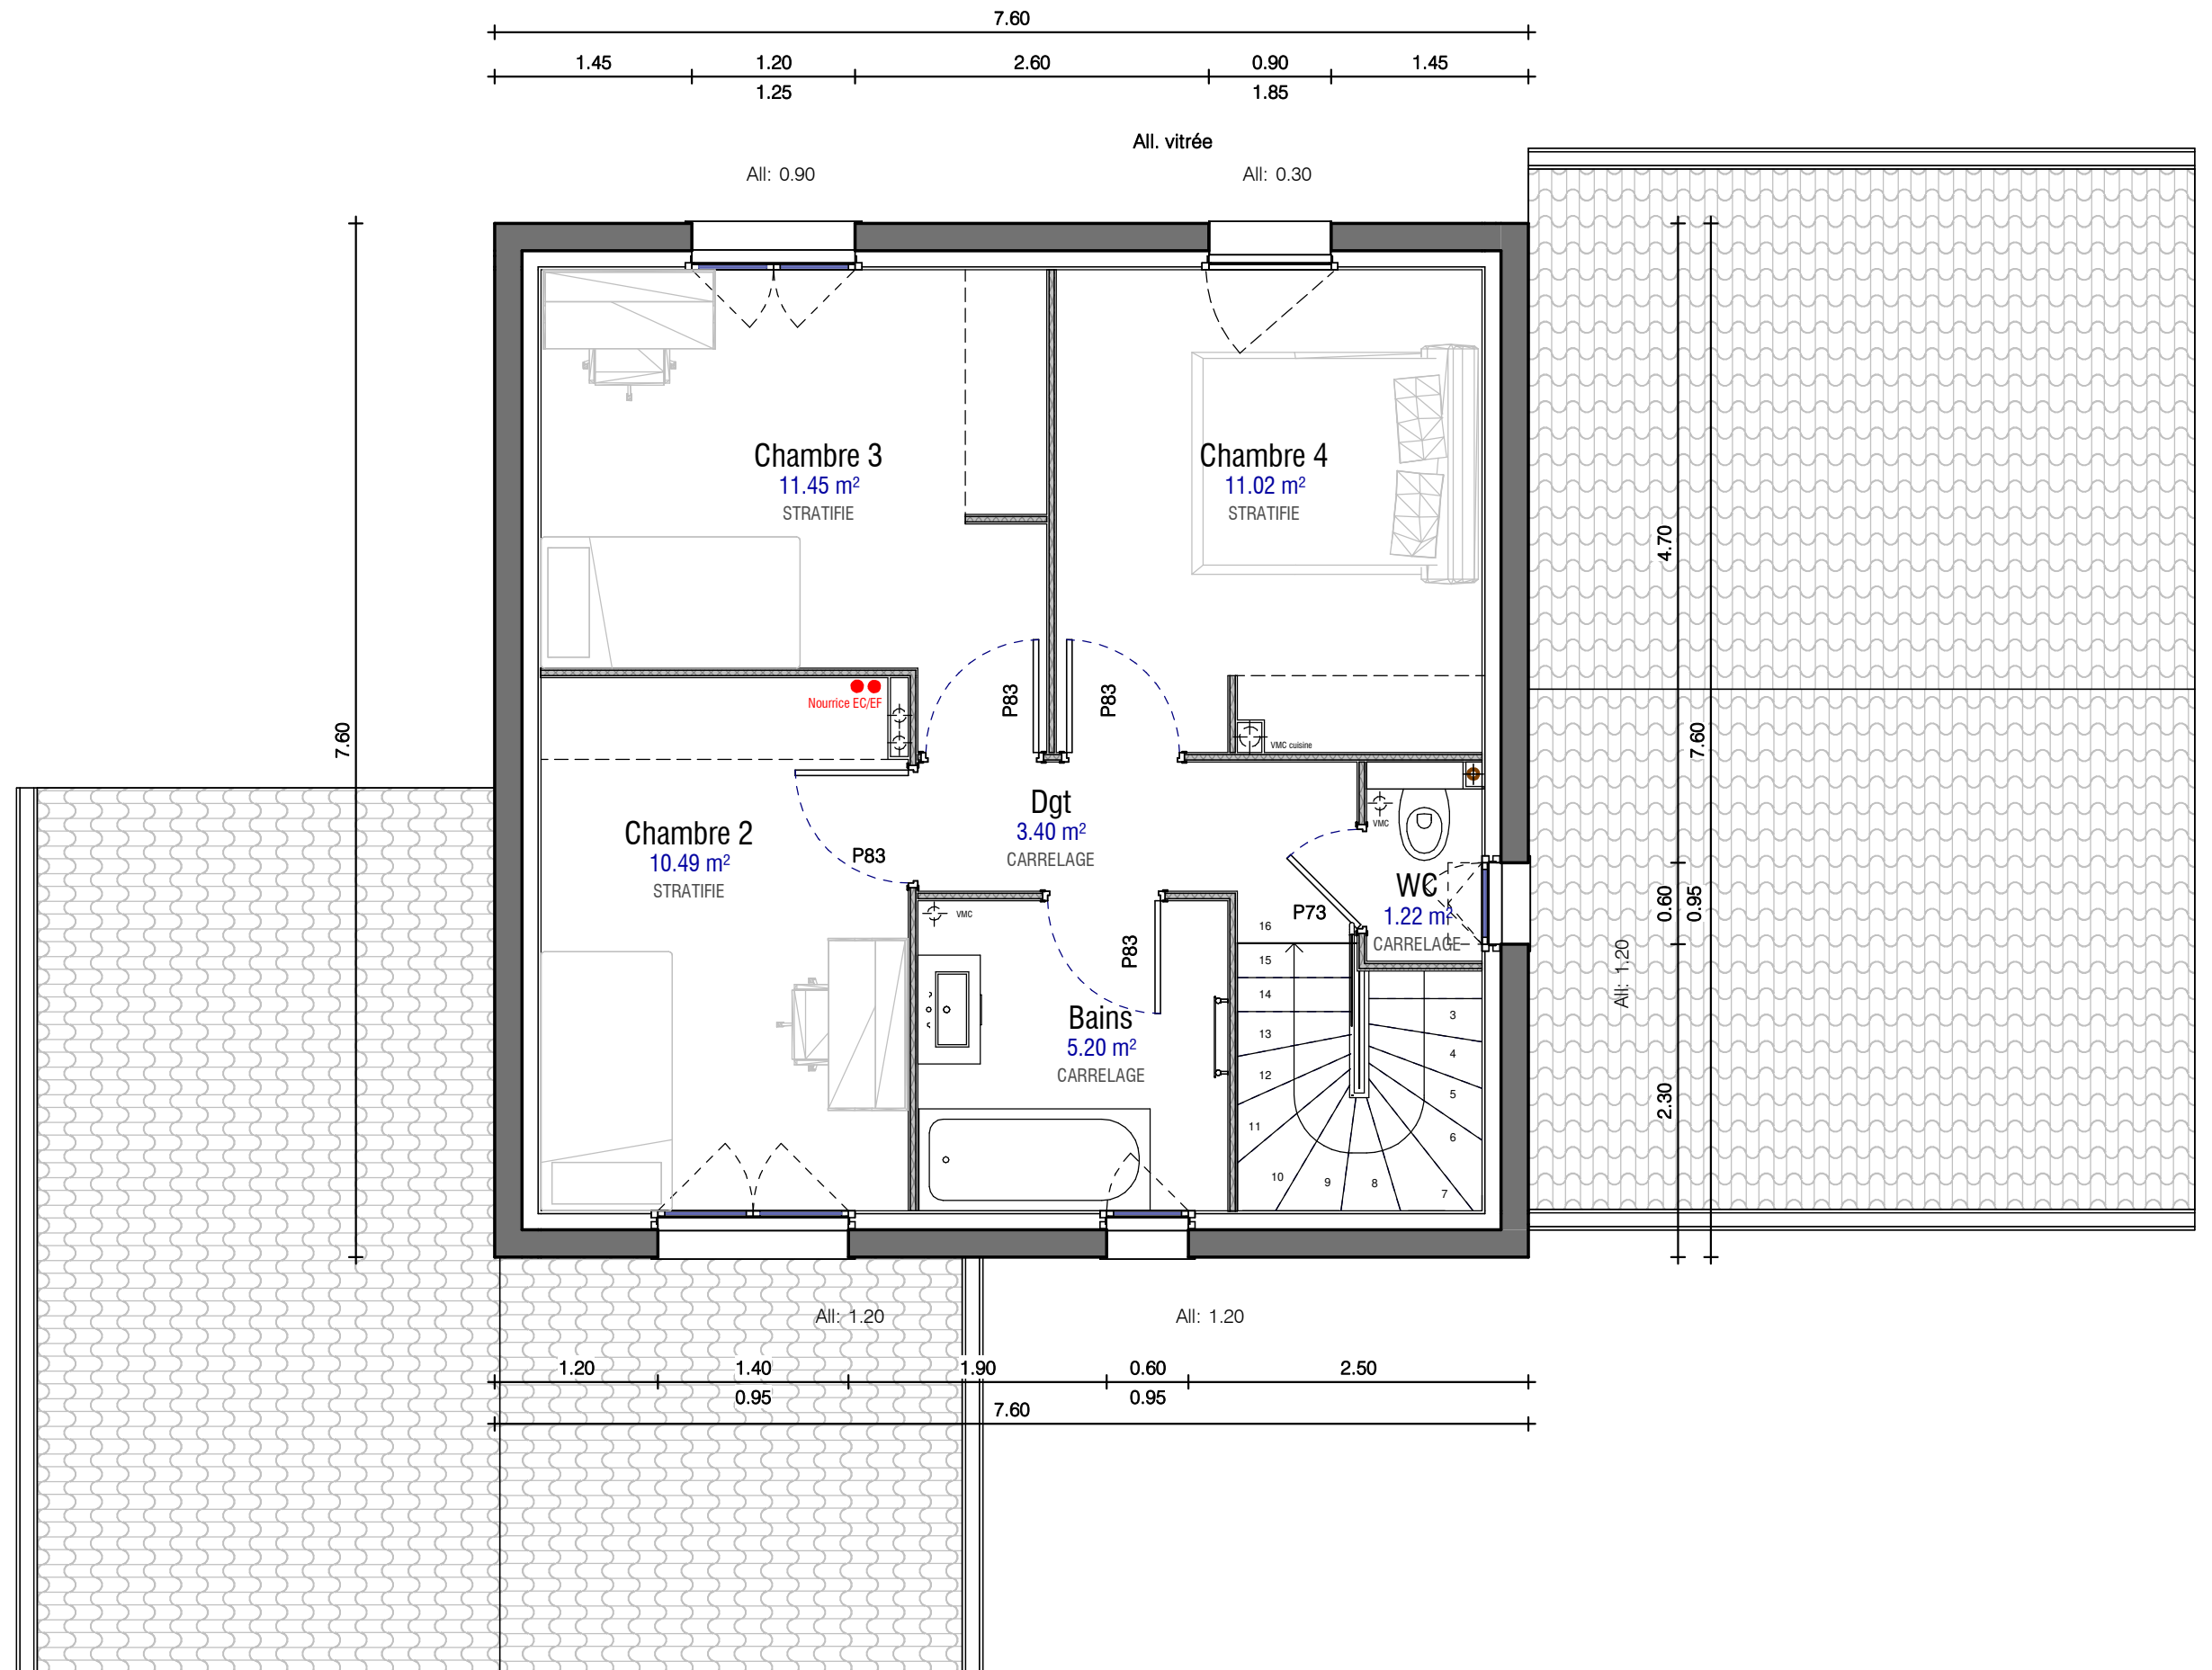 7.60
1.45 1.20 2.60 0.90 1.45
1.25 1.85
All. vitrée
All: 0.90 All: 0.30
Chambre 3
11.45 m²
STRATIFIE
Chambre 4
11.02 m²
STRATIFIE
4.70
7.60
7.60
P83
P83
Nourrice EC/EF
VMC cuisine
Chambre 2
10.49 m²
STRATIFIE
P83
Dgt
3.40 m²
CARRELAGE
VMC
WC
1.22 m²
CARRELAGE
P73
0.60
0.95
All: 1.20
VMC
P83
Bains
5.20 m²
CARRELAGE
16
15
14
13
12
11
10
9
8
7
6
5
4
3
2.30
All: 1.20 All: 1.20
1.20 1.40 1.90 0.60 2.50
0.95 0.95
7.60